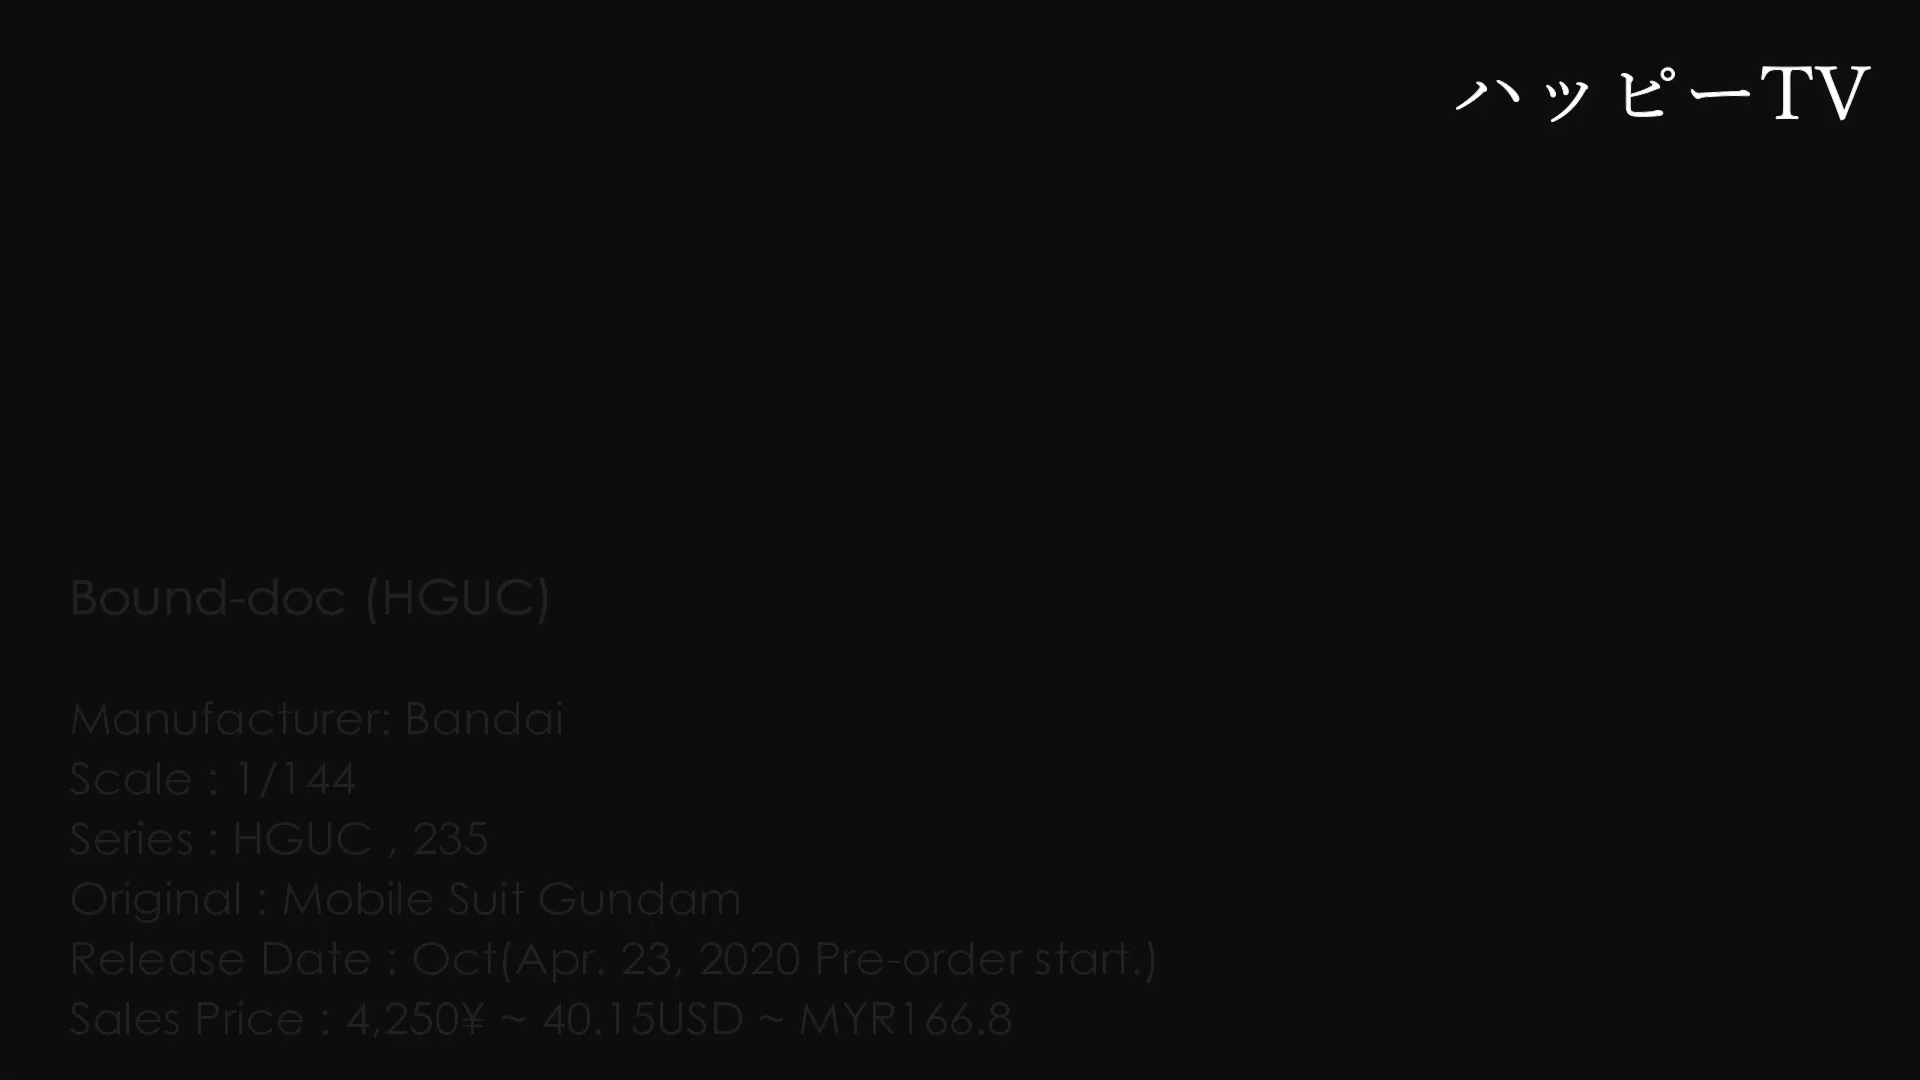 ハッピーTV
Bound-doc (HGUC)
Manufacturer: Bandai
Scale : 1/144
Series : HGUC , 235
Original : Mobile Suit Gundam
Release Date : Oct(Apr. 23, 2020 Pre-order start.)
Sales Price : 4,250¥ ~ 40.15USD ~ MYR166.8